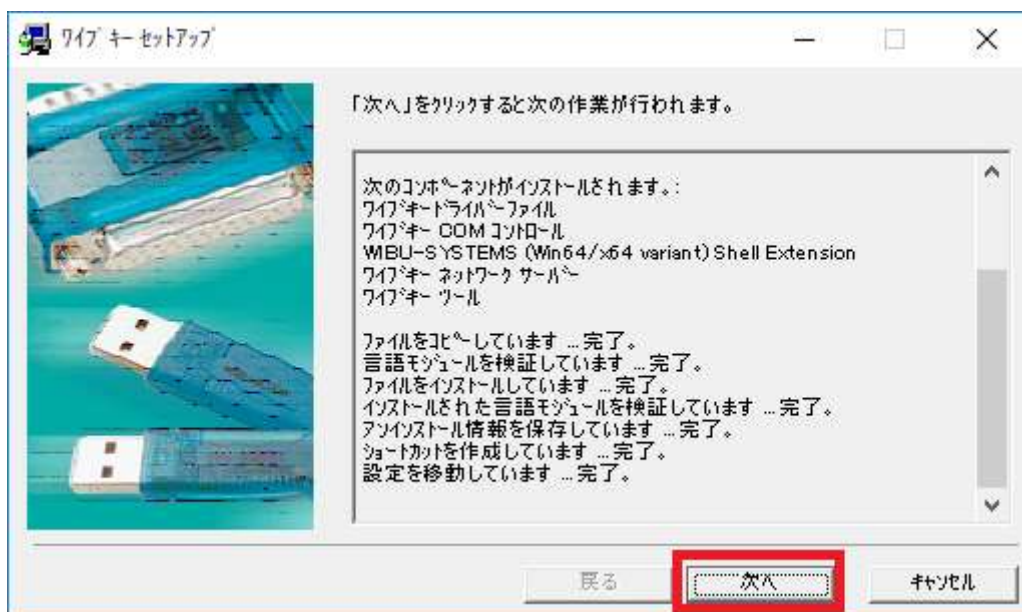 ワイブ キー セットアップ
「次へ」をクリックすると次の作業が行われます。
次のコンポーネントがインストールされます。:
ワイブキードライバーファイル
ワイブキー COM コントロール
WIBU-SYSTEMS (Win64/x64 variant) Shell Extension
ワイブキー ネットワーク サーバー
ワイブキー ツール
ファイルをコピーしています ... 完了。
言語モジュールを検証しています ... 完了。
ファイルをインストールしています ... 完了。
インストールされた言語モジュールを検証しています ... 完了。
アンインストール情報を保存しています ... 完了。
ショートカットを作成しています ... 完了。
設定を移動しています ... 完了。
戻る
次へ
キャンセル